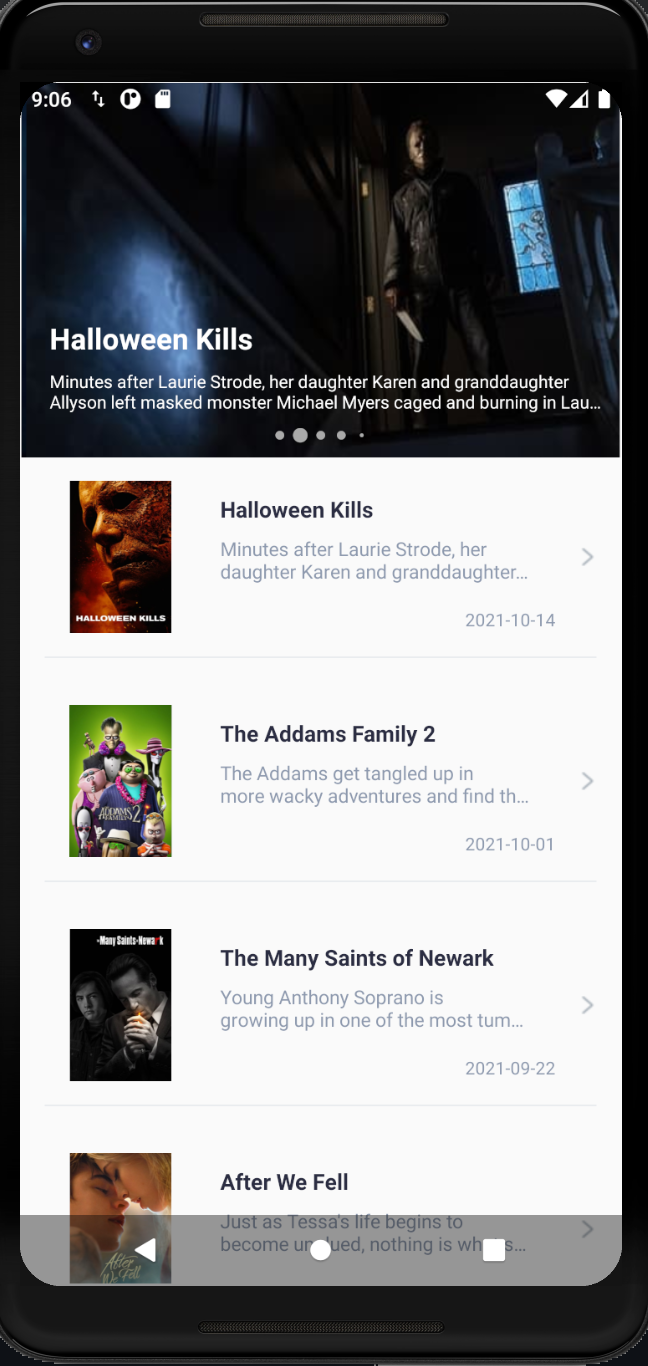 9:06
Halloween Kills
Minutes after Laurie Strode, her daughter Karen and granddaughter
Allyson left masked monster Michael Myers caged and burning in Lau...
HALLOWEEN KILLS
Halloween Kills
Minutes after Laurie Strode, her
daughter Karen and granddaughter...
2021-10-14
ADDAMS
FAMILY 2
The Addams Family 2
The Addams get tangled up in
more wacky adventures and find th...
2021-10-01
The Many Saints of Newark
The Many Saints of Newark
Young Anthony Soprano is
growing up in one of the most tum...
2021-09-22
After
We Fell
After We Fell
Just as Tessa's life begins to
become nothing is